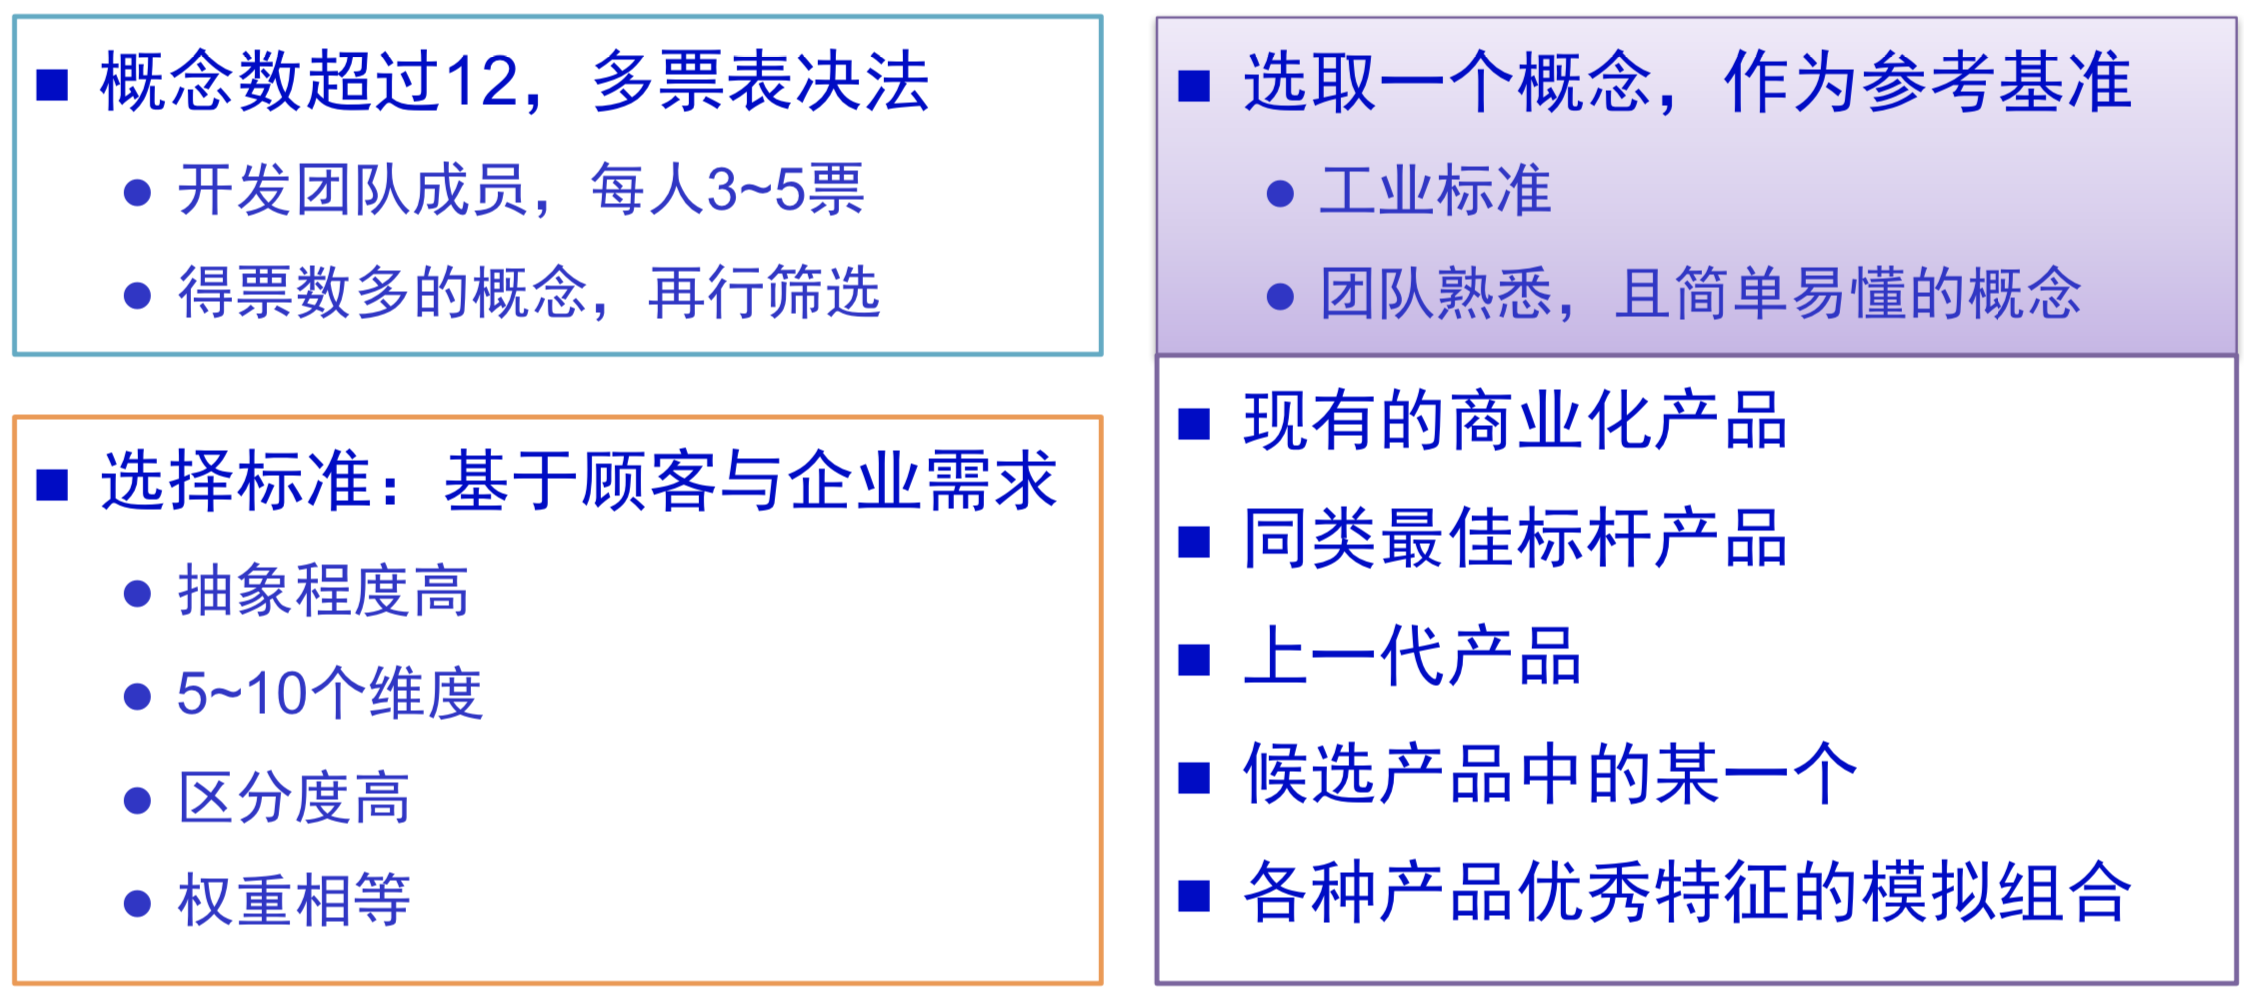 概念数超过12，多票表决法
开发团队成员，每人3~5票
得票数多的概念，再行筛选
选择标准：基于顾客与企业需求
抽象程度高
5~10个维度
区分度高
权重相等
选取一个概念，作为参考基准
工业标准
团队熟悉，且简单易懂的概念
现有的商业化产品
同类最佳标杆产品
上一代产品
候选产品中的某一个
各种产品优秀特征的模拟组合